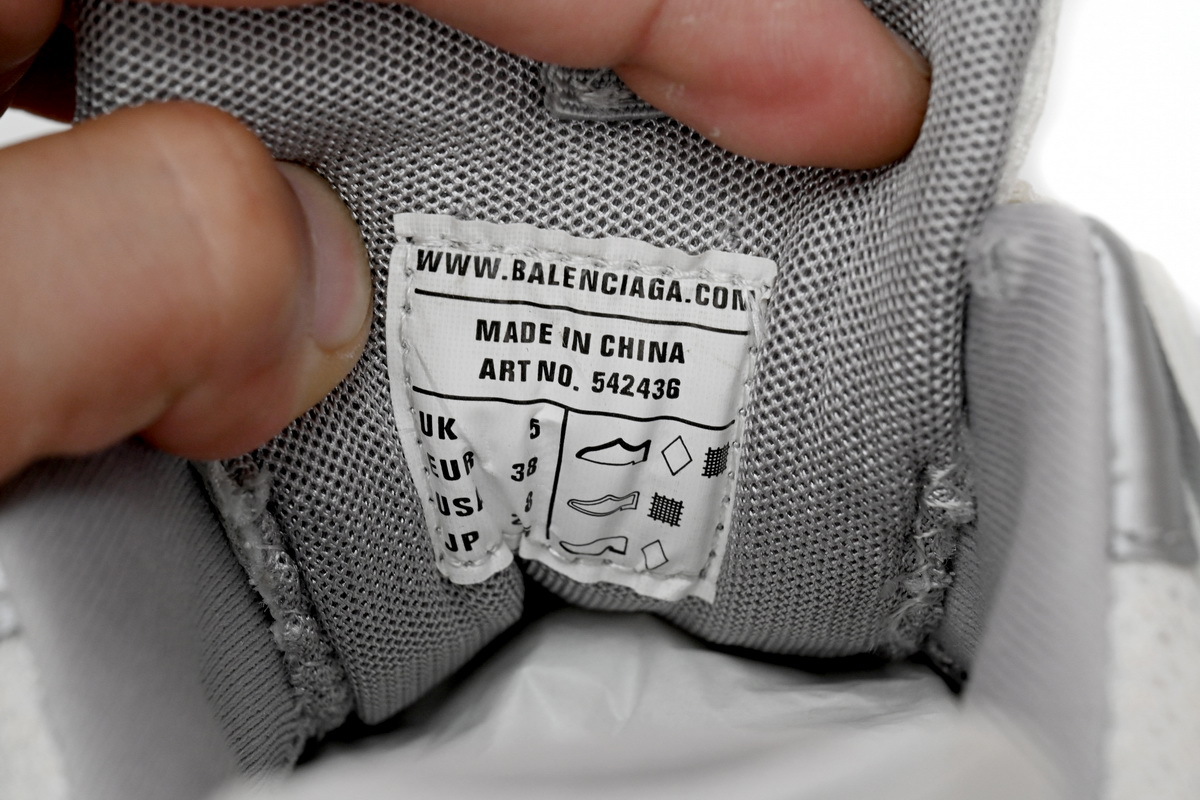 WWW.BALENCIAGA.COM
MADE IN CHINA
ART NO. 542436
UK 5
EUR 38
USA 8
JP